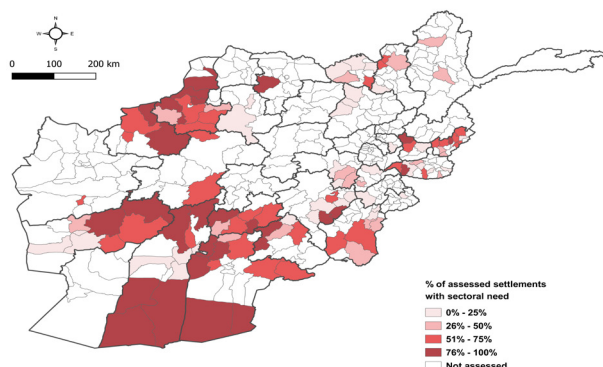 N
W E
S
0 100 200 km
% of assessed settlements
with sectoral need
0% - 25%
26% - 50%
51% - 75%
76% - 100%
Not assessed